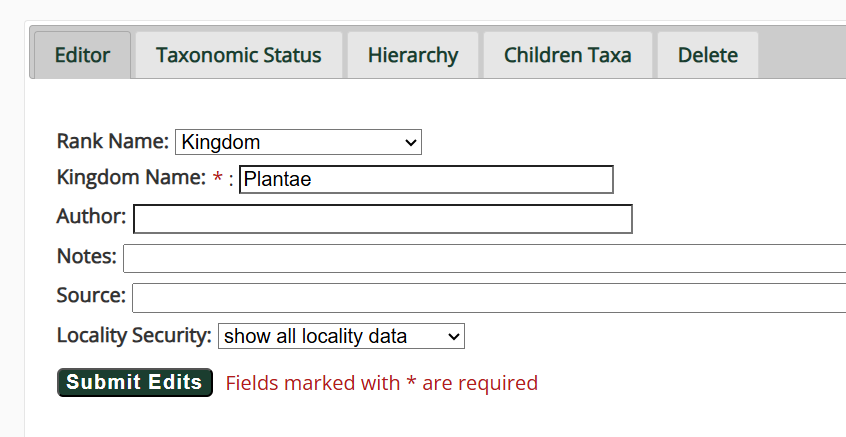 Editor Taxonomic Status Hierarchy Children Taxa Delete
Rank Name: Kingdom
Kingdom Name: * : Plantae
Author:
Notes:
Source:
Locality Security: show all locality data
Submit Edits Fields marked with * are required